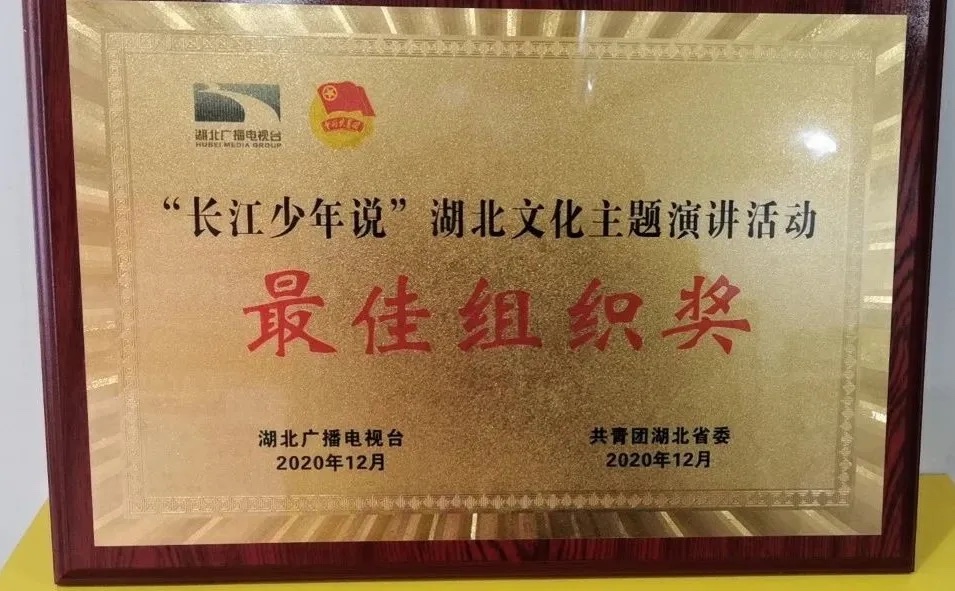 湖北广播电视台
HUBEI MEDIA GROUP
“长江少年说”湖北文化主题演讲活动
最佳组织奖
湖北广播电视台
2020年12月
共青团湖北省委
2020年12月